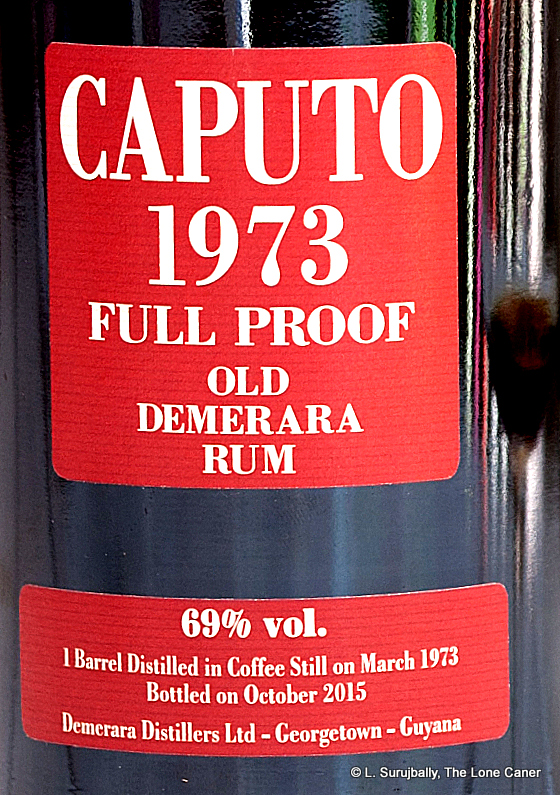 CAPUTO
1973
FULL PROOF
OLD
DEMERARA
RUM
69% vol.
1 Barrel Distilled in Coffee Still on March 1973
Bottled on October 2015
Demerara Distillers Ltd - Georgetown - Guyana
© L. Surujbally, The Lone Caner